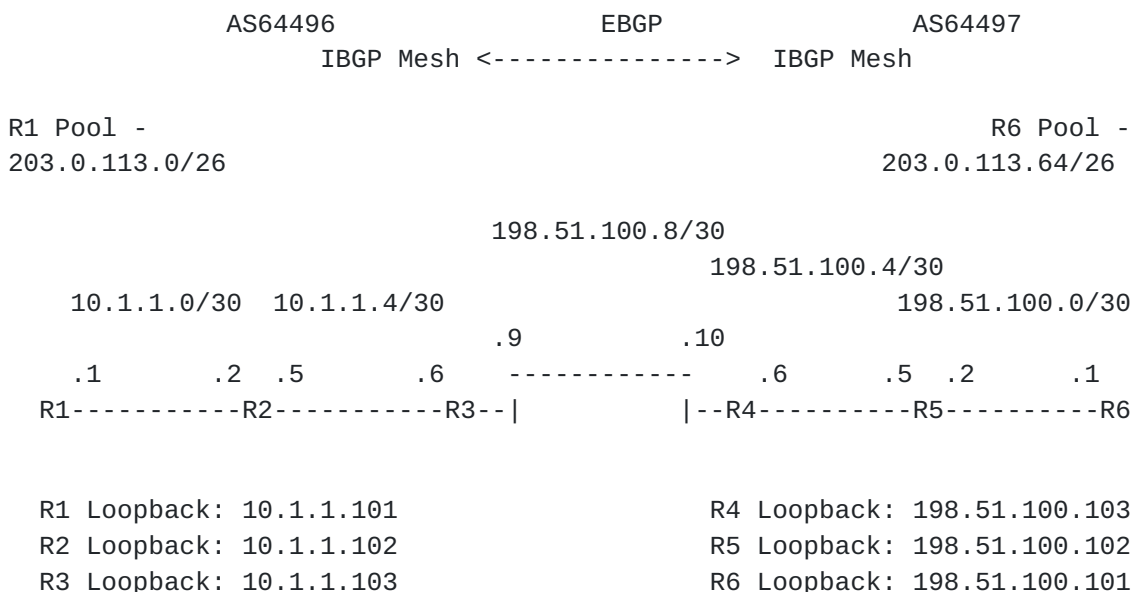 AS64496 EBGP AS64497
IBGP Mesh <---------------> IBGP Mesh
R1 Pool - R6 Pool -
203.0.113.0/26 203.0.113.64/26
198.51.100.8/30
198.51.100.4/30
10.1.1.0/30 10.1.1.4/30 198.51.100.0/30
.9 .10
.1 .2 .5 .6 ------------ .6 .5 .2 .1
R1-----------R2-----------R3--| |--R4----------R5----------R6
R1 Loopback: 10.1.1.101 R4 Loopback: 198.51.100.103
R2 Loopback: 10.1.1.102 R5 Loopback: 198.51.100.102
R3 Loopback: 10.1.1.103 R6 Loopback: 198.51.100.101